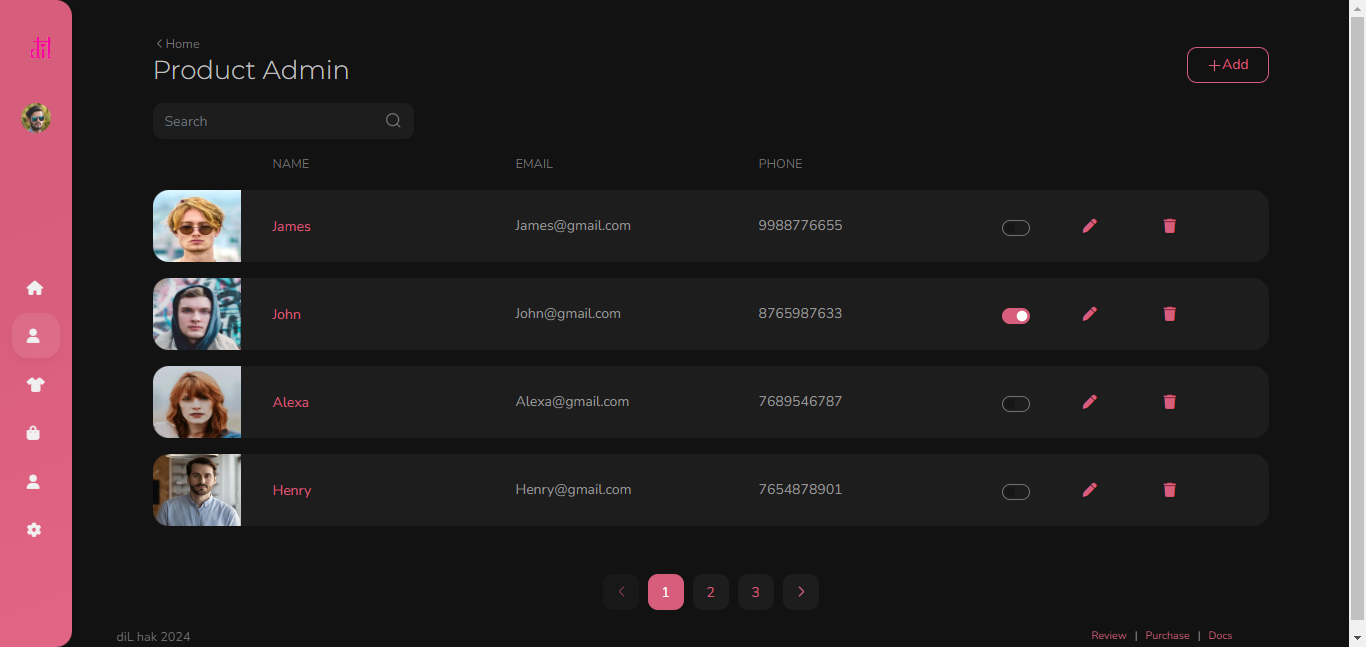 diL
Home
Product Admin
Add
Search
NAME EMAIL PHONE
James James@gmail.com 9988776655
John John@gmail.com 8765987633
Alexa Alexa@gmail.com 7689546787
Henry Henry@gmail.com 7654878901
1 2 3
diL hak 2024
Review | Purchase | Docs